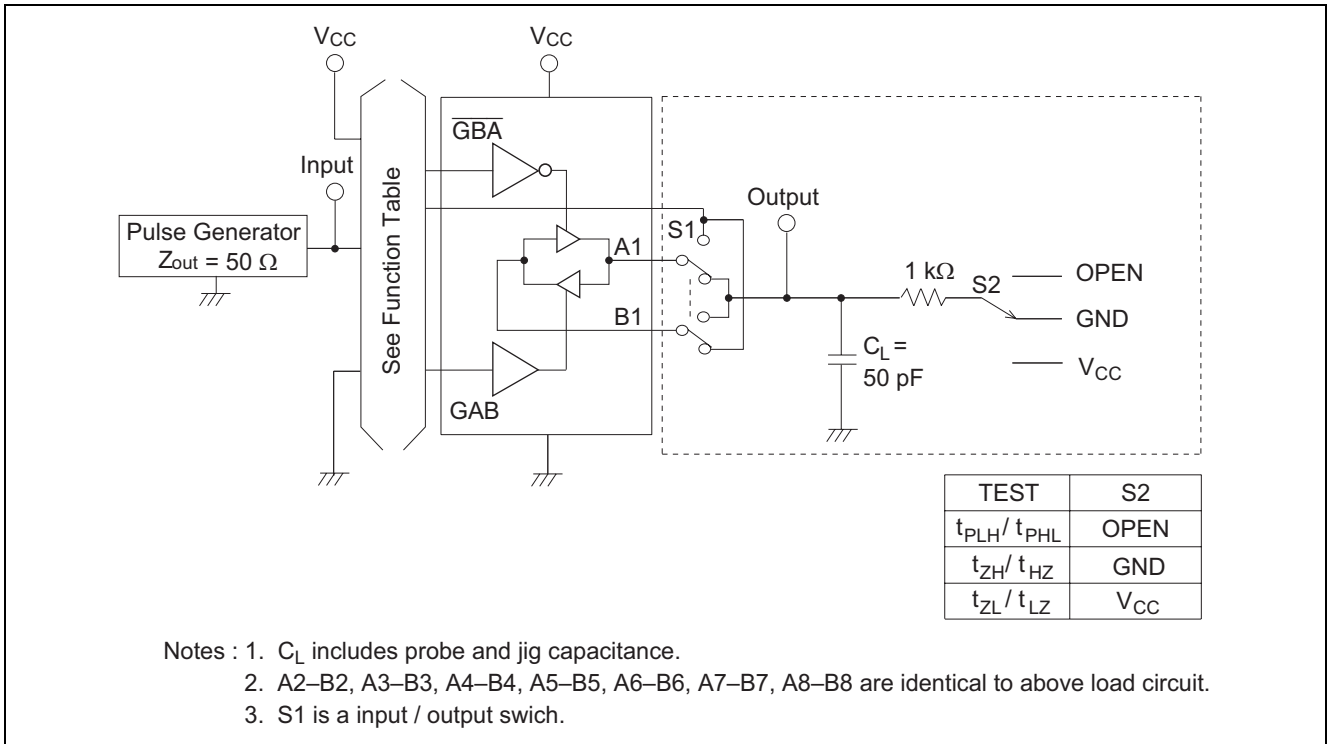 VCC
VCC
GBA
Input
See Function Table
Output
Pulse Generator
Zout = 50 Ω
S1
A1
1 kΩ
S2
OPEN
GND
VCC
B1
CL =
50 pF
GAB
TEST S2
tPLH/ tPHL OPEN
tZH/ tHZ GND
tZL / tLZ VCC
Notes : 1. CL includes probe and jig capacitance.
2. A2–B2, A3–B3, A4–B4, A5–B5, A6–B6, A7–B7, A8–B8 are identical to above load circuit.
3. S1 is a input / output swich.